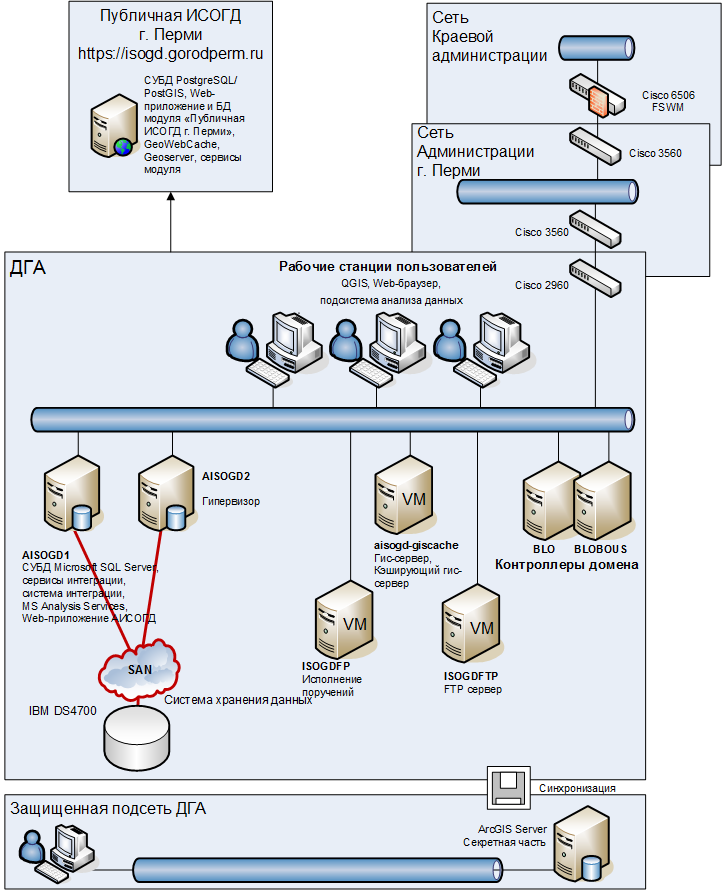 Публичная ИСОГД
г. Перми
https://isogd.gorodperm.ru
СУБД PostgreSQL/
PostGIS, Web-
приложение и БД
модуля «Публичная
ИСОГД г. Перми»,
GeoWebCache,
Geoserver, сервисы
модуля
Сеть
Краевой
администрации
Cisco 6506
FSWM
Сеть
Администрации
г. Перми
Cisco 3560
Cisco 3560
Cisco 2960
ДГА
Рабочие станции пользователей
QGIS, Web-браузер,
подсистема анализа данных
AISOGD1
СУБД Microsoft SQL Server,
сервисы интеграции,
система интеграции,
MS Analysis Services,
Web-приложение АИСОГД
AISOGD2
Гипервизор
VM
aisogd-giscache
Гис-сервер,
Кэширующий гис-
сервер
BLO
BLOBOUS
Контроллеры домена
VM
ISOGDFP
Исполнение
поручений
VM
ISOGDFTP
FTP сервер
SAN
Система хранения данных
IBM DS4700
Синхронизация
Защищенная подсеть ДГА
ArcGIS Server
Секретная часть